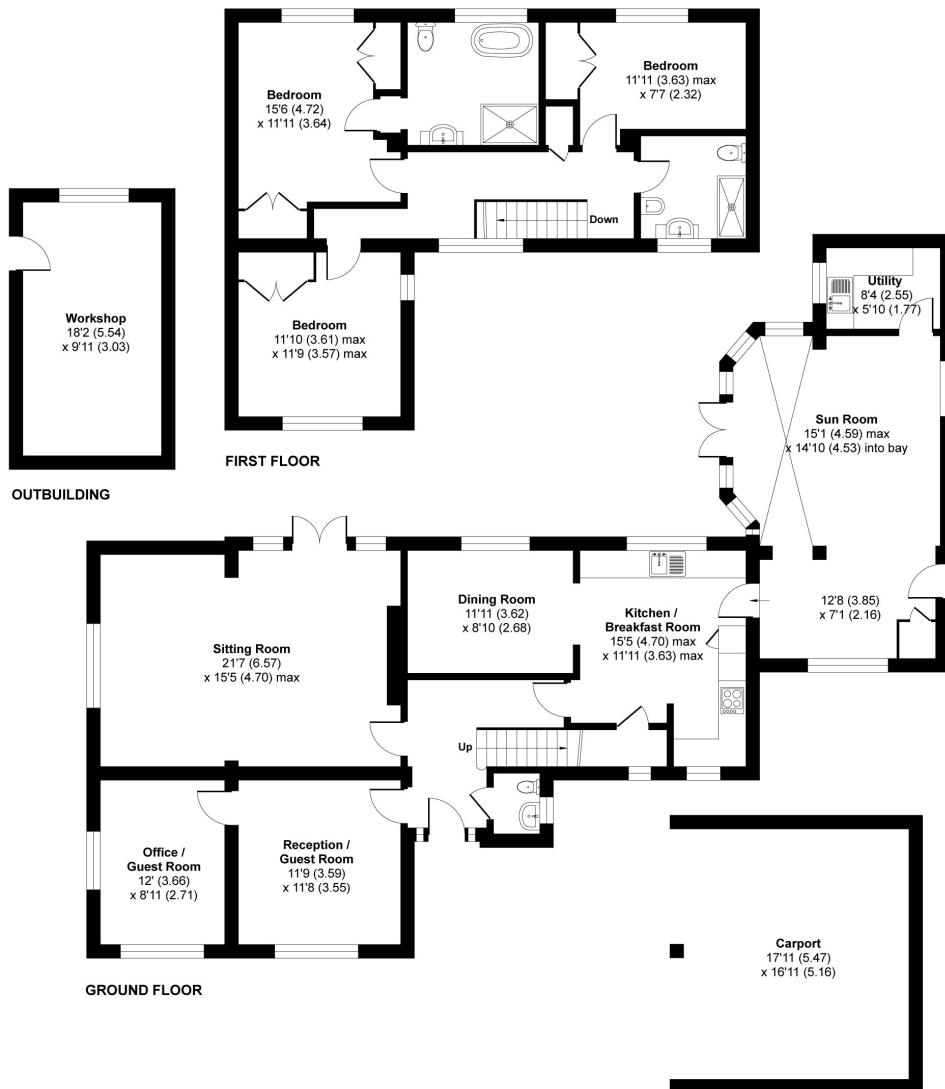 Bedroom
15'6 (4.72)
x 11'11 (3.64)
Bedroom
11'11 (3.63) max
x 7'7 (2.32)
Down
Bedroom
11'10 (3.61) max
x 11'9 (3.57) max
FIRST FLOOR
Workshop
18'2 (5.54)
x 9'11 (3.03)
OUTBUILDING
Utility
8'4 (2.55)
x 5'10 (1.77)
Sun Room
15'1 (4.59) max
x 14'10 (4.53) into bay
12'8 (3.85)
x 7'1 (2.16)
Dining Room
11'11 (3.62)
x 8'10 (2.68)
Kitchen /
Breakfast Room
15'5 (4.70) max
x 11'11 (3.63) max
Sitting Room
21'7 (6.57)
x 15'5 (4.70) max
Up
Office /
Guest Room
12' (3.66)
x 8'11 (2.71)
Reception /
Guest Room
11'9 (3.59)
x 11'8 (3.55)
GROUND FLOOR
Carport
17'11 (5.47)
x 16'11 (5.16)